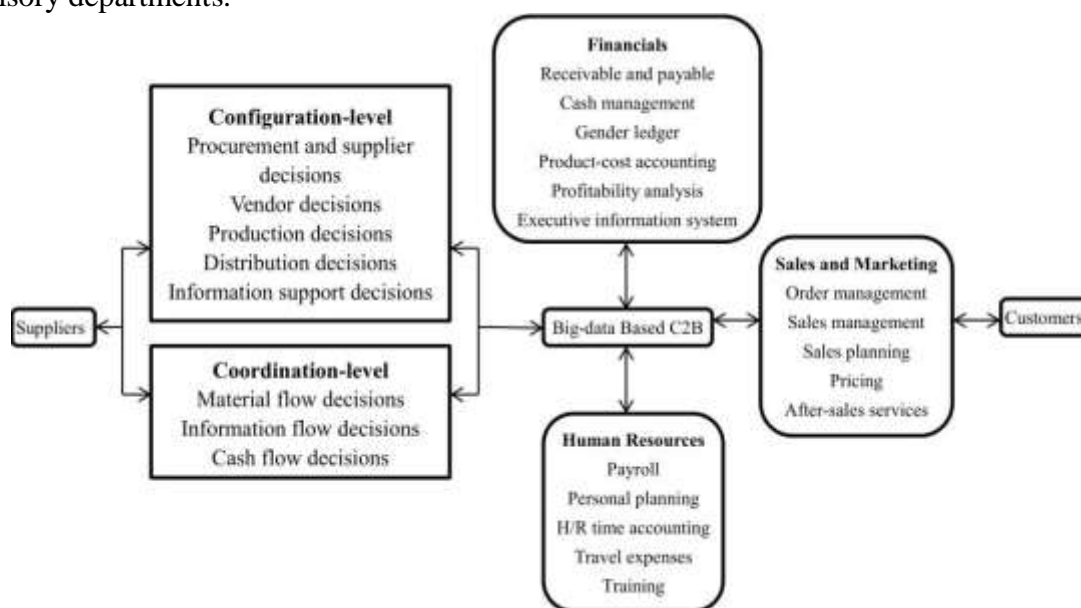 isory departments.
Financials
Receivable and payable
Cash management
Gender ledger
Product-cost accounting
Profitability analysis
Executive information system
Configuration-level
Procurement and supplier
decisions
Vendor decisions
Production decisions
Distribution decisions
Information support decisions
Suppliers
Coordination-level
Material flow decisions
Information flow decisions
Cash flow decisions
Big-data Based C2B
Sales and Marketing
Order management
Sales management
Sales planning
Pricing
After-sales services
Customers
Human Resources
Payroll
Personal planning
H/R time accounting
Travel expenses
Training